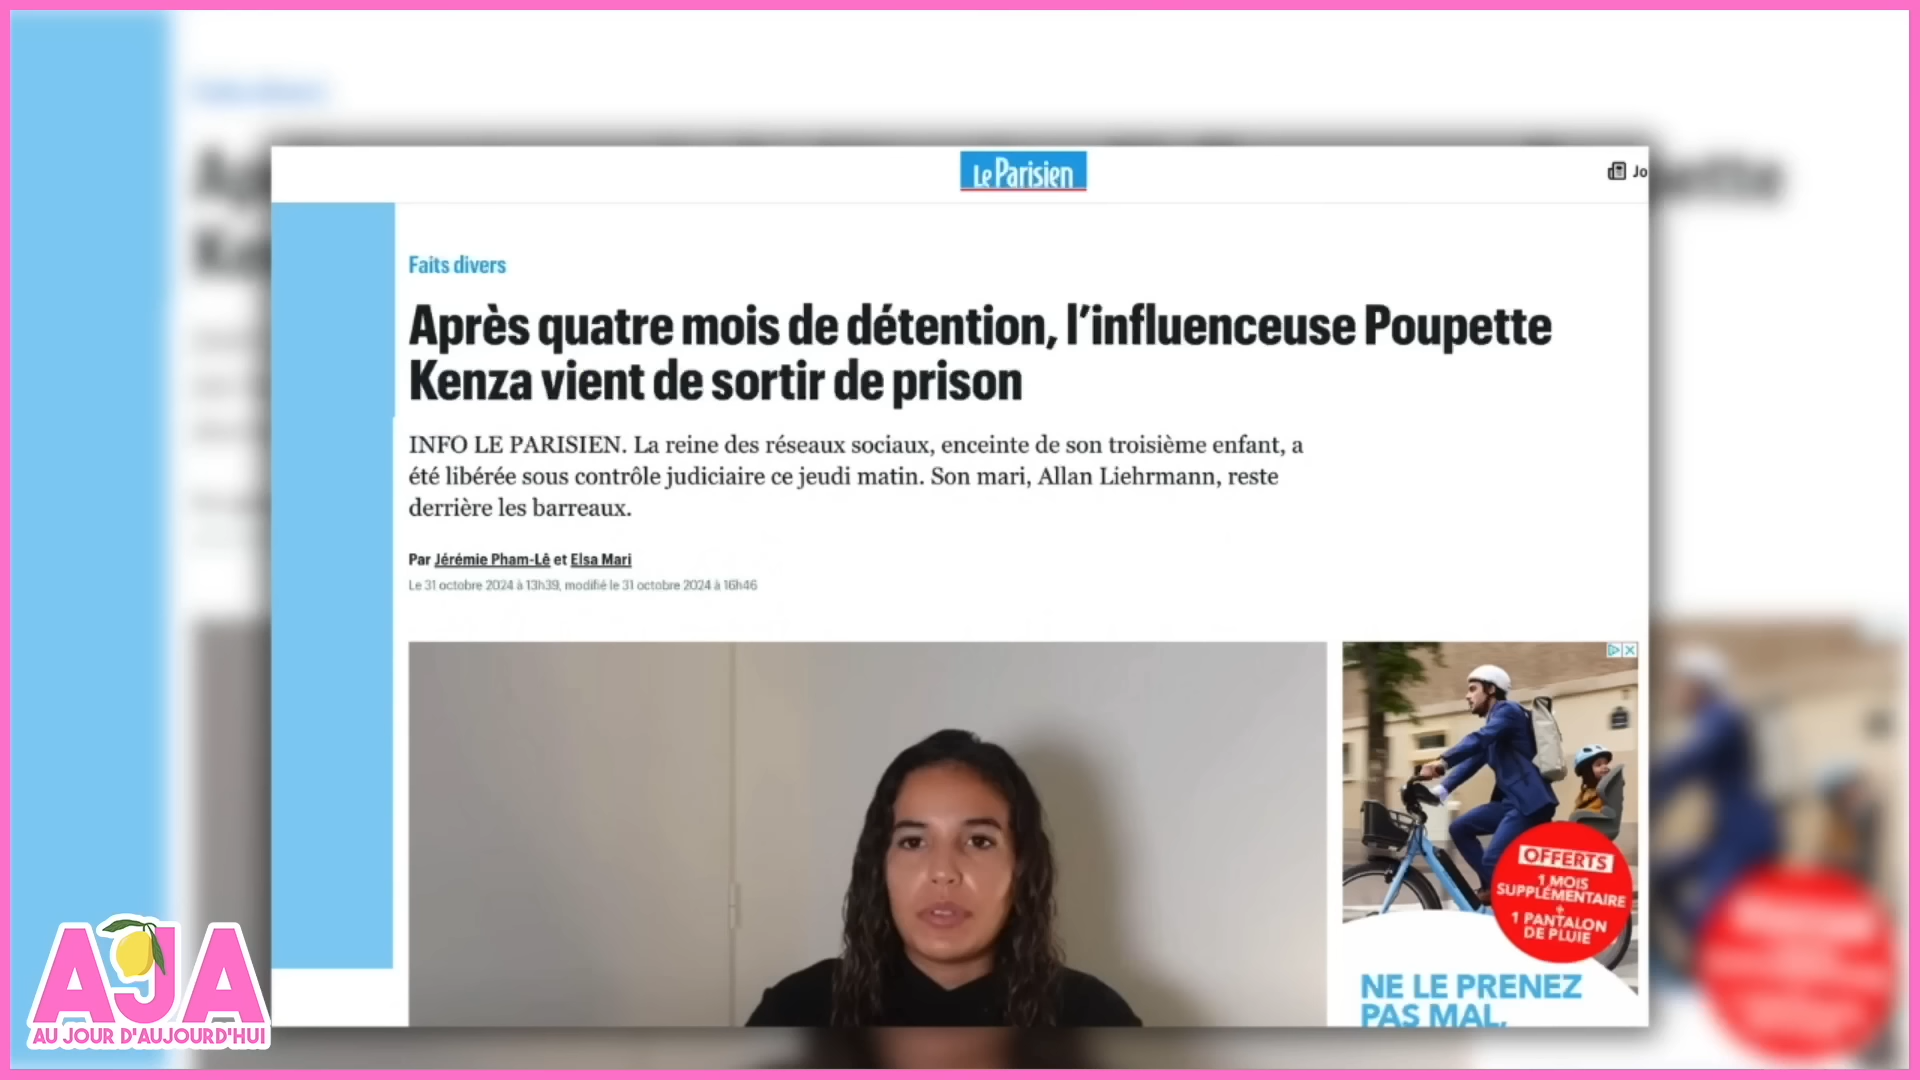 Le Parisien
Jo
Faits divers
Après quatre mois de détention, l'influenceuse Poupette
Kenza vient de sortir de prison
INFO LE PARISIEN. La reine des réseaux sociaux, enceinte de son troisième enfant, a
été libérée sous contrôle judiciaire ce jeudi matin. Son mari, Allan Liehrmann, reste
derrière les barreaux.
Par Jérémie Pham-Lê et Elsa Mari
Le 31 octobre 2024 à 13h39, modifié le 31 octobre 2024 à 16h46
OFFERTS
1 MOIS
SUPPLÉMENTAIRE
+
1 PANTALON
DE PLUIE
NE LE PRENEZ
PAS MAL,
AJA
AU JOUR D'AUJOURD'HUI